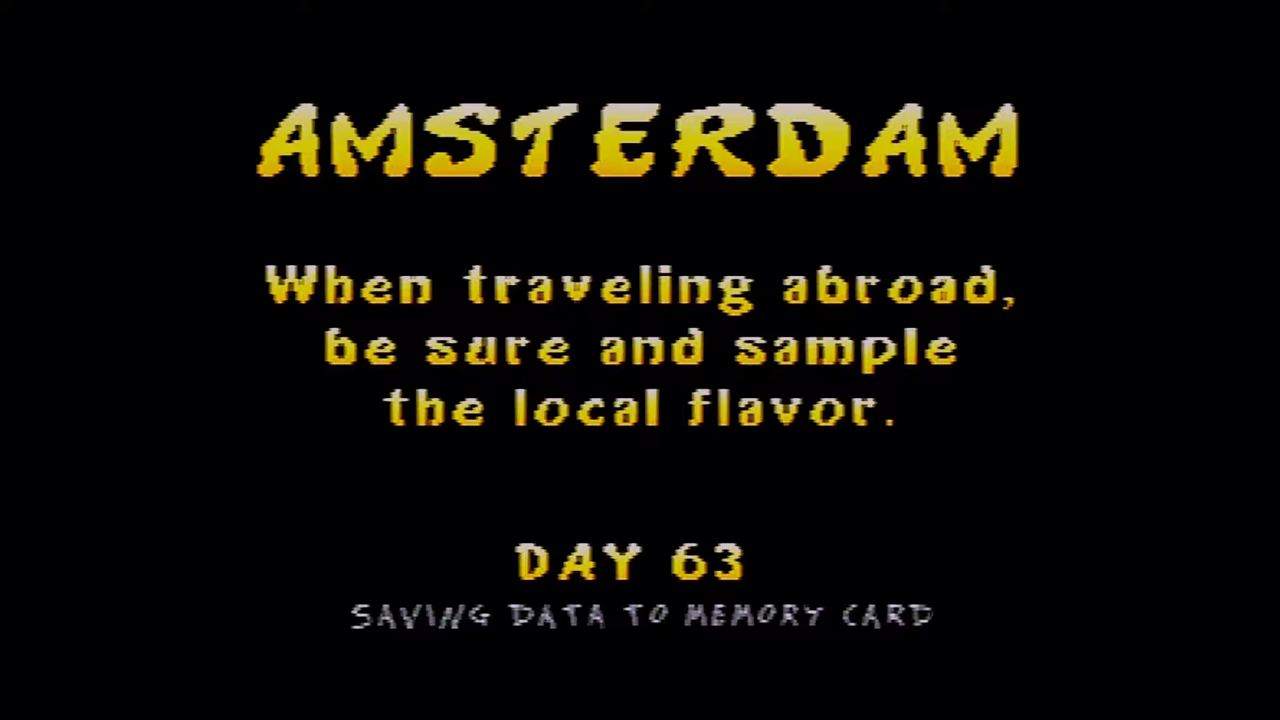 AMSTERDAM
When traveling abroad,
be sure and sample
the local flavor.
DAY 63
SAVING DATA TO MEMORY CARD